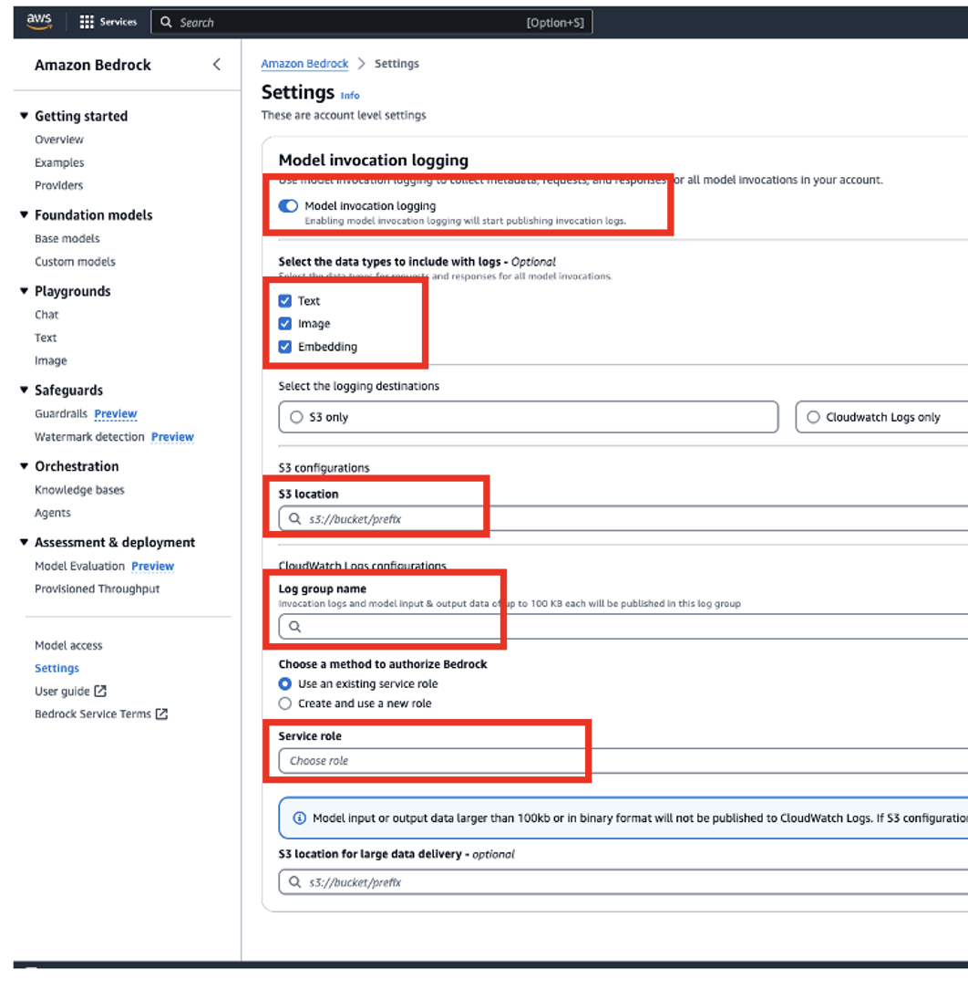 aws
Services
Search [Option+S]
Amazon Bedrock
Getting started
Overview
Examples
Providers
Foundation models
Base models
Custom models
Playgrounds
Chat
Text
Image
Safeguards
Guardrails Preview
Watermark detection Preview
Orchestration
Knowledge bases
Agents
Assessment & deployment
Model Evaluation Preview
Provisioned Throughput
Model access
Settings
User guide
Bedrock Service Terms
Amazon Bedrock > Settings
Settings Info
These are account level settings
Model invocation logging
Use model invocation logging to collect metadata, requests, and responses for all model invocations in your account.
Model invocation logging
Enabling model invocation logging will start publishing invocation logs.
Select the data types to include with logs - Optional
Select the data types for requests and responses for all model invocations.
Text
Image
Embedding
Select the logging destinations
S3 only
Cloudwatch Logs only
S3 configurations
S3 location
s3://bucket/prefix
CloudWatch Logs configurations
Log group name
Invocation logs and model input & output data of up to 100 KB each will be published in this log group
Choose a method to authorize Bedrock
Use an existing service role
Create and use a new role
Service role
Choose role
Model input or output data larger than 100kb or in binary format will not be published to CloudWatch Logs. If S3 configuratio
S3 location for large data delivery - optional
s3://bucket/prefix